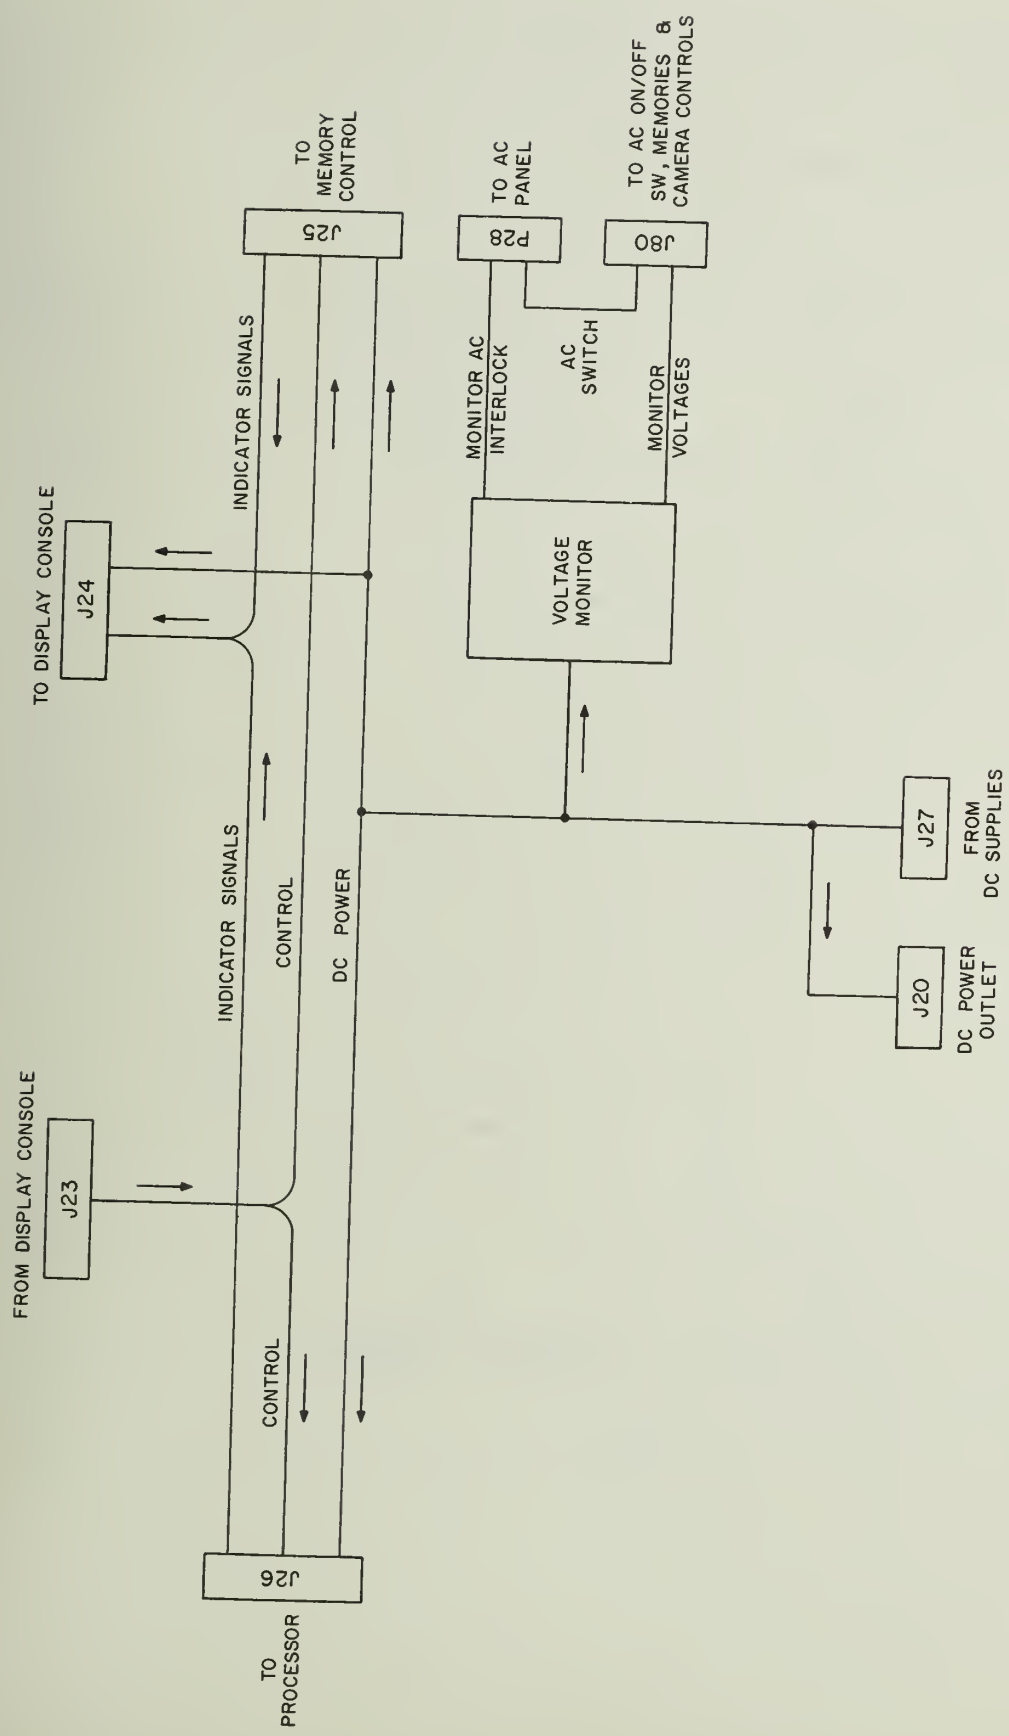 FROM DISPLAY CONSOLE
J23
TO DISPLAY CONSOLE
J24
TO
PROCESSOR
J26
INDICATOR SIGNALS
INDICATOR SIGNALS
CONTROL
CONTROL
DC POWER
J25
TO
MEMORY
CONTROL
VOLTAGE
MONITOR
MONITOR AC
INTERLOCK
AC
SWITCH
MONITOR
VOLTAGES
P28
TO AC
PANEL
J80
TO AC ON/OFF
SW, MEMORIES &
CAMERA CONTROLS
J20
DC POWER
OUTLET
J27
FROM
DC SUPPLIES